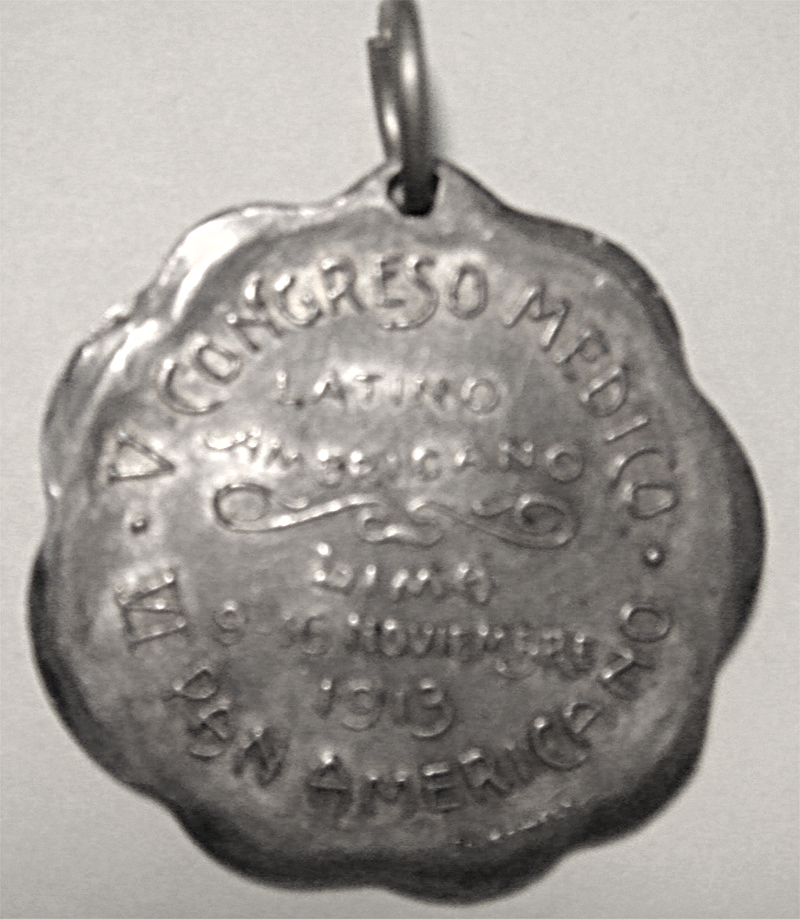 V CONGRESO MEDICO
LATINO
AMERICANO
LIMA
9-16 NOVIEMBRE
1913
VI PAN AMERICANO